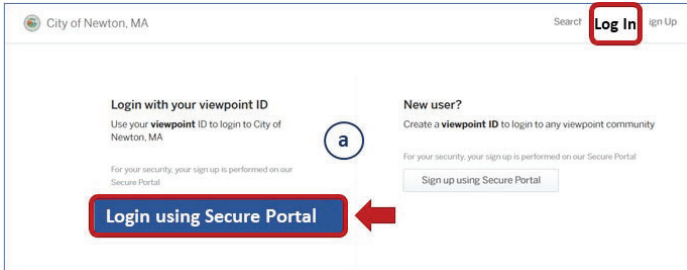 City of Newton, MA
Search Log In ign Up
Login with your viewpoint ID
Use your viewpoint ID to login to City of
Newton, MA
For your security, your sign up is performed on our
Secure Portal
Login using Secure Portal
a
New user?
Create a viewpoint ID to login to any viewpoint community
For your security, your sign up is performed on our Secure Portal
Sign up using Secure Portal